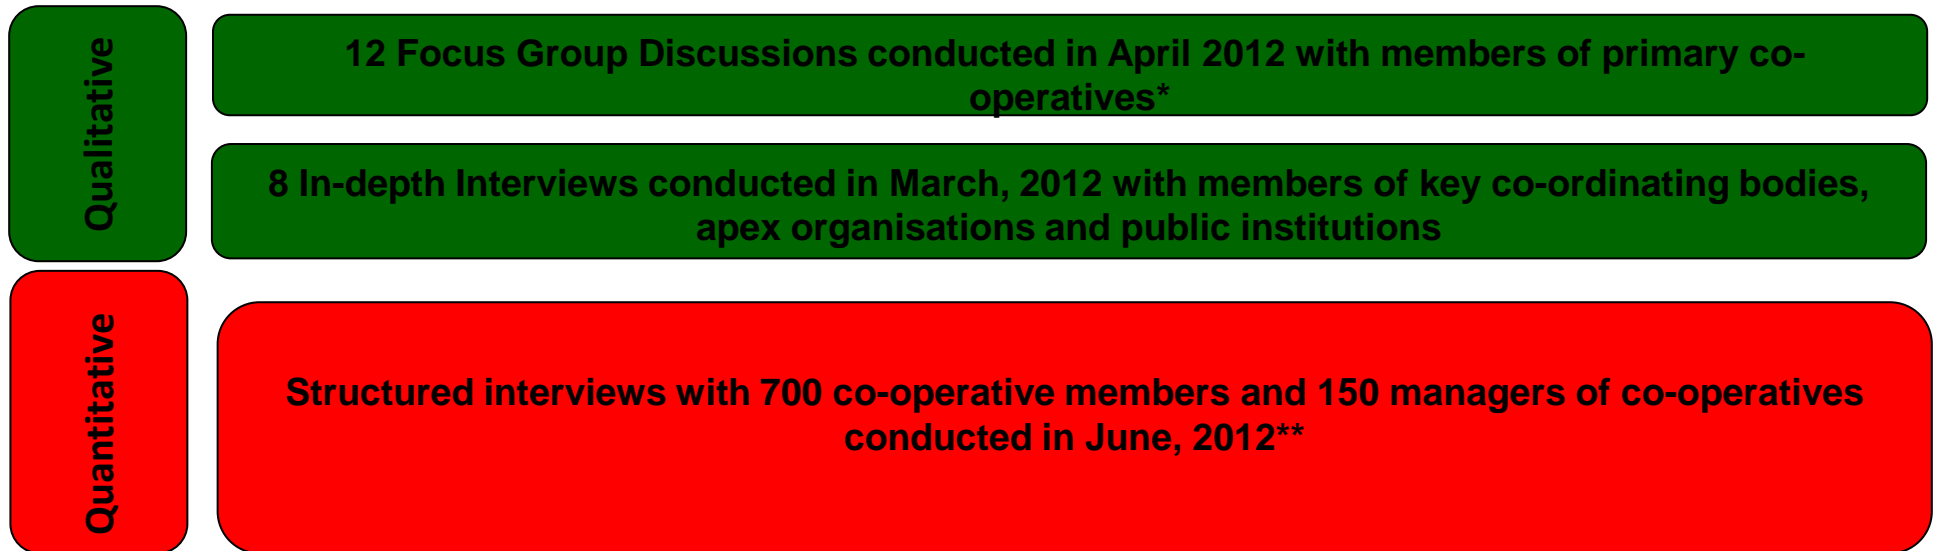 Qualitative
12 Focus Group Discussions conducted in April 2012 with members of primary co-
operatives*
8 In-depth Interviews conducted in March, 2012 with members of key co-ordinating bodies,
apex organisations and public institutions
Quantitative
Structured interviews with 700 co-operative members and 150 managers of co-operatives
conducted in June, 2012**